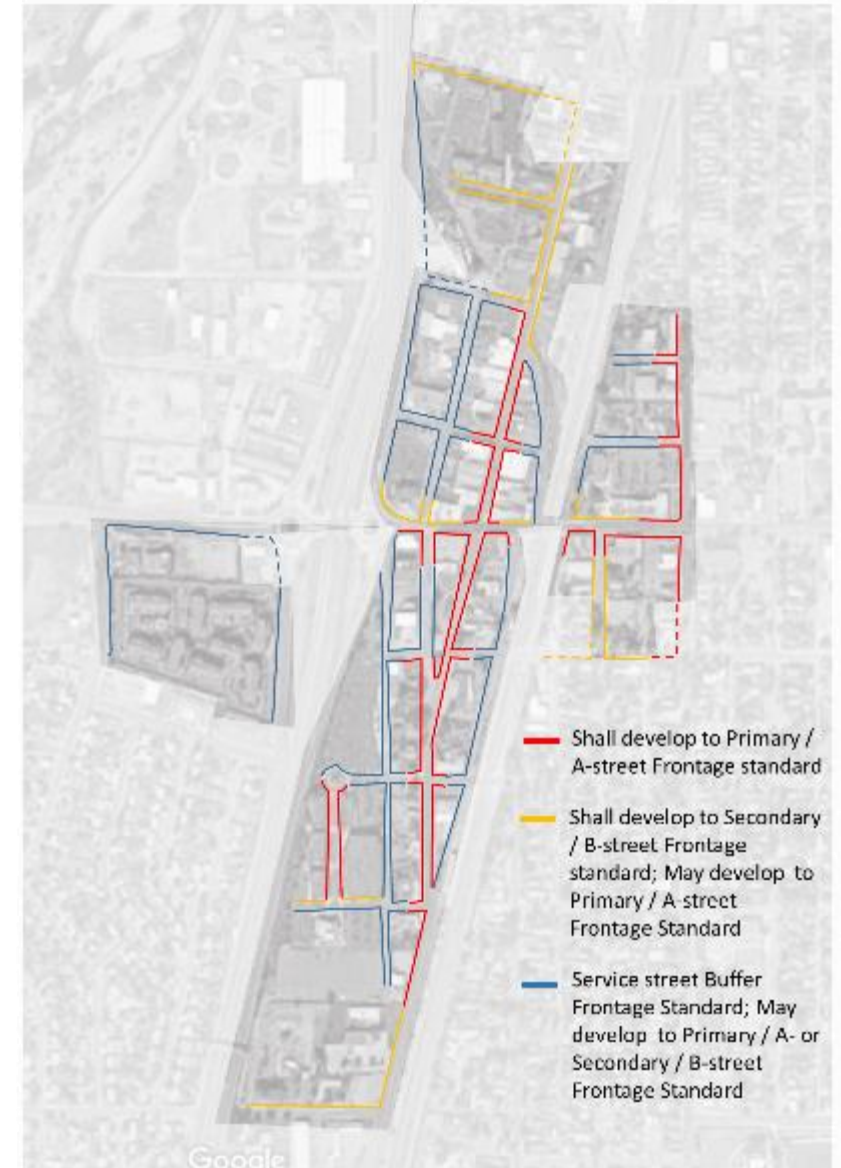 Shall develop to Primary /
A-street Frontage standard
Shall develop to Secondary
/ B-street Frontage
standard; May develop to
Primary / A-street
Frontage Standard
Service street Buffer
Frontage Standard; May
develop to Primary / A- or
Secondary / B-street
Frontage Standard
Google